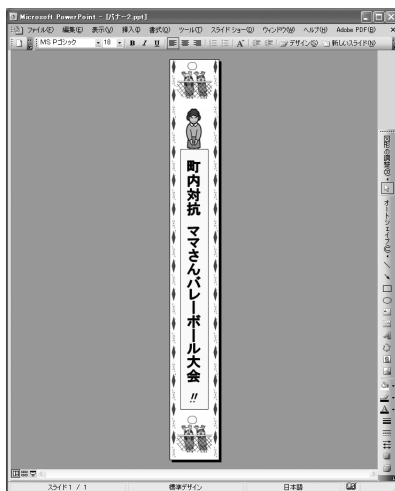 Microsoft PowerPoint - [バナー2.ppt]
ファイル(F) 編集(E) 表示(V) 挿入(I) 書式(O) ツール(T) スライド ショー(D) ウィンドウ(W) ヘルプ(H) Adobe PDF(B)
MS Pゴシック 18 B I U デザイン(S) 新しいスライド(N)
町内対抗 ママさんバレーボール大会 !!
図形の調整(R)
オートシェイプ(U)
スライド 1 / 1 標準デザイン 日本語